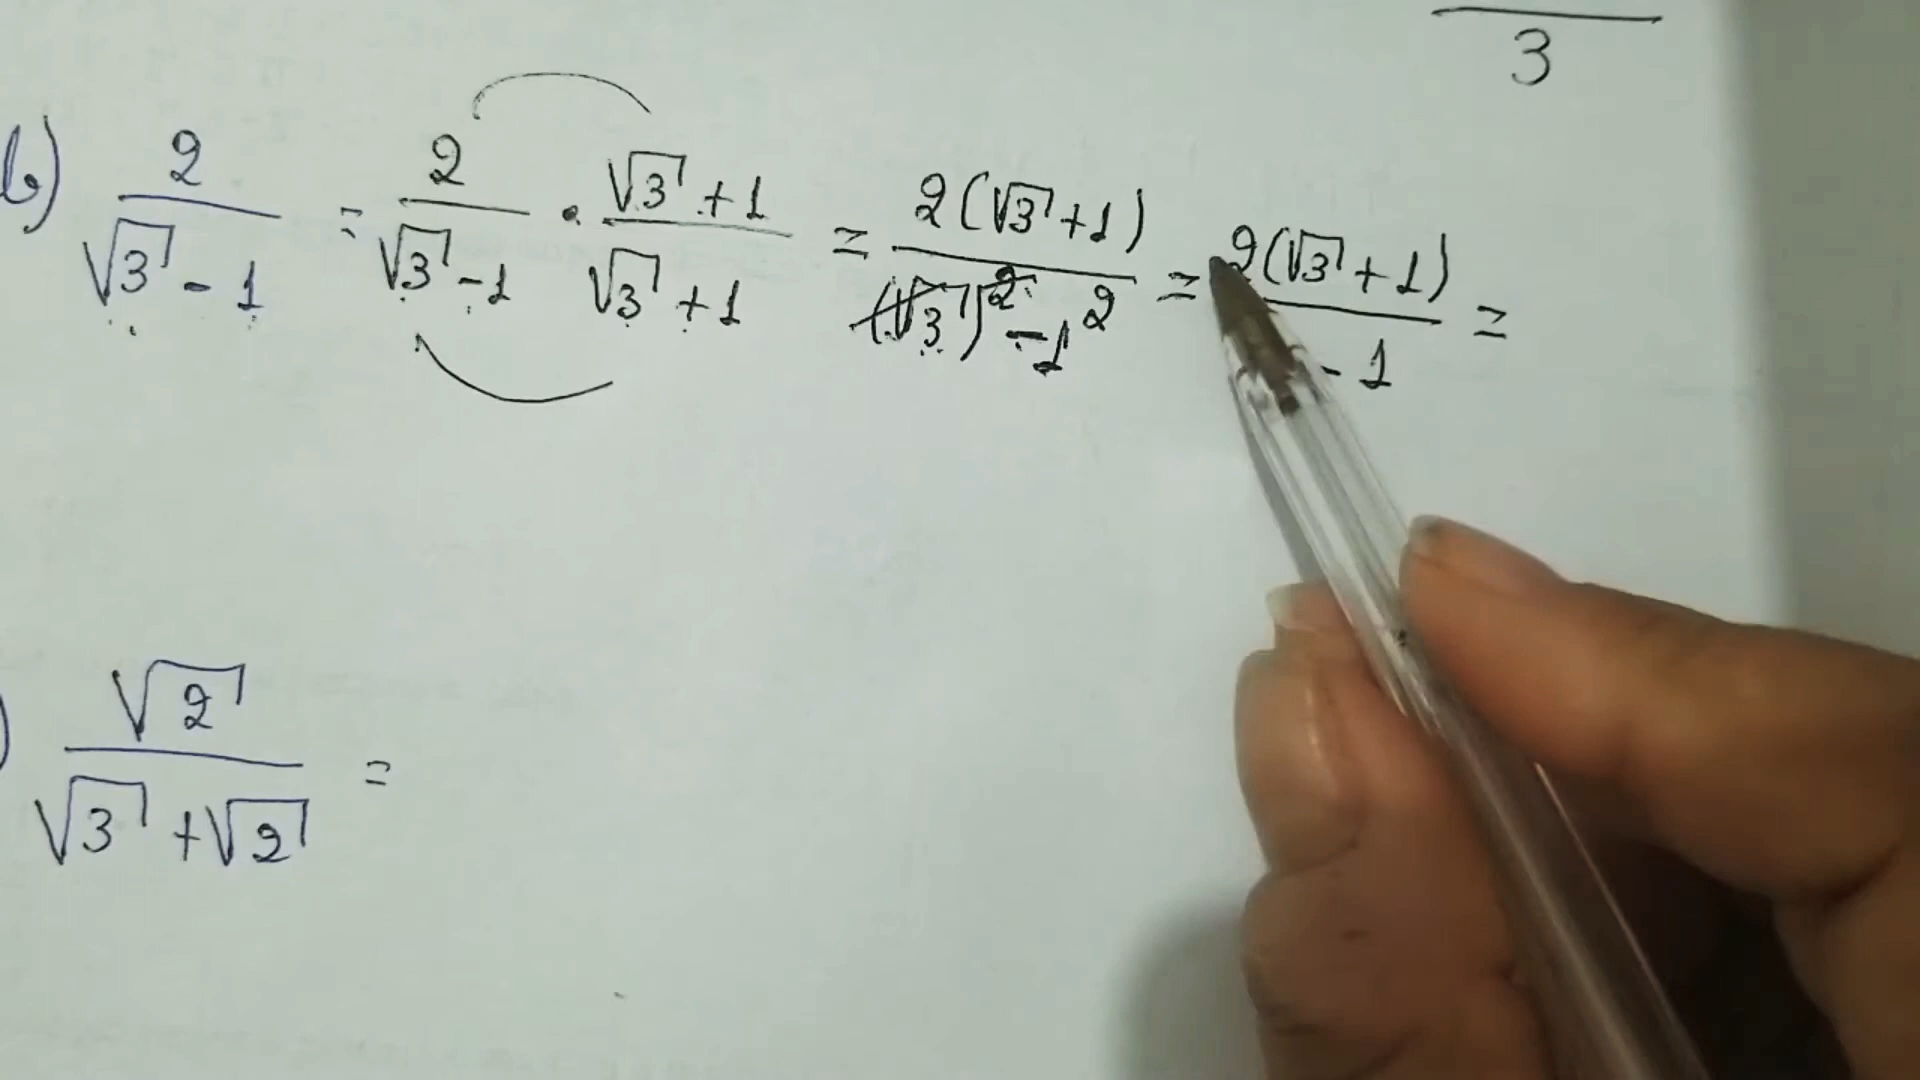 3
b) 2/(√3 - 1) = 2/(√3 - 1) · (√3 + 1)/(√3 + 1) = 2(√3 + 1)/((√3)² - 1²) = 2(√3 + 1)/( - 1) =
) √2/(√3 + √2) =